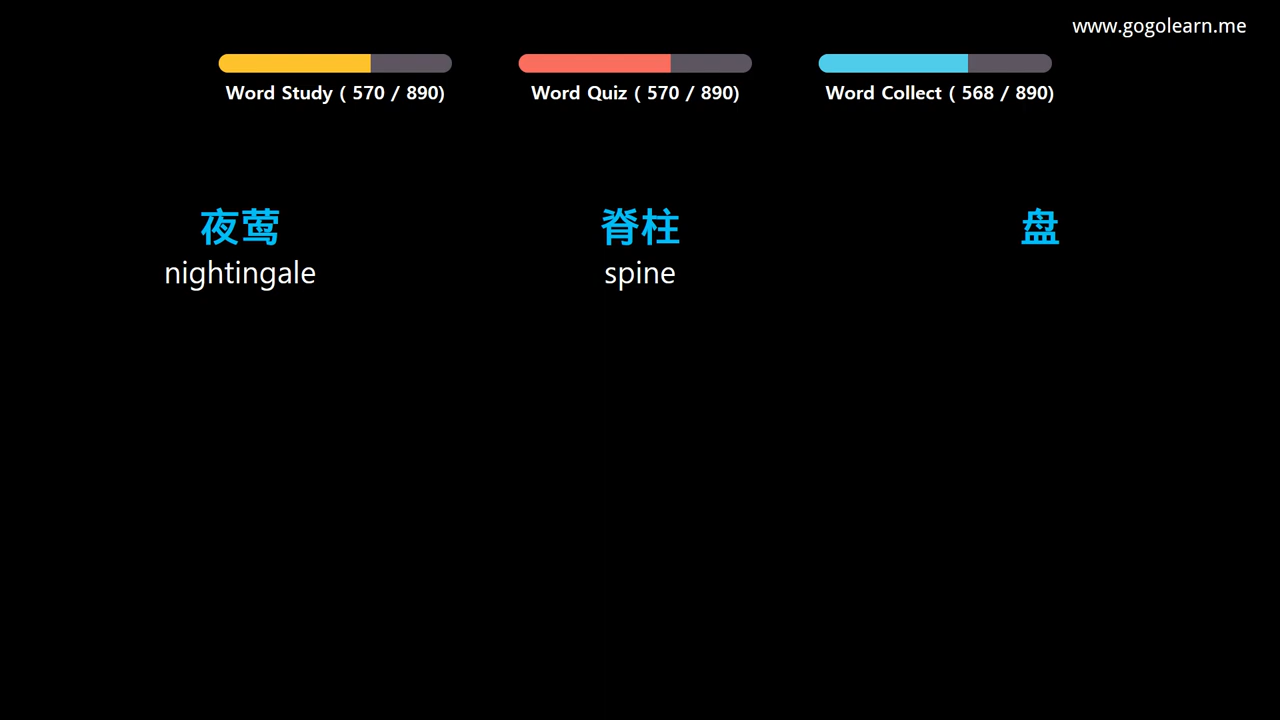 www.gogolearn.me
Word Study ( 570 / 890)
Word Quiz ( 570 / 890)
Word Collect ( 568 / 890)
夜莺
nightingale
脊柱
spine
盘